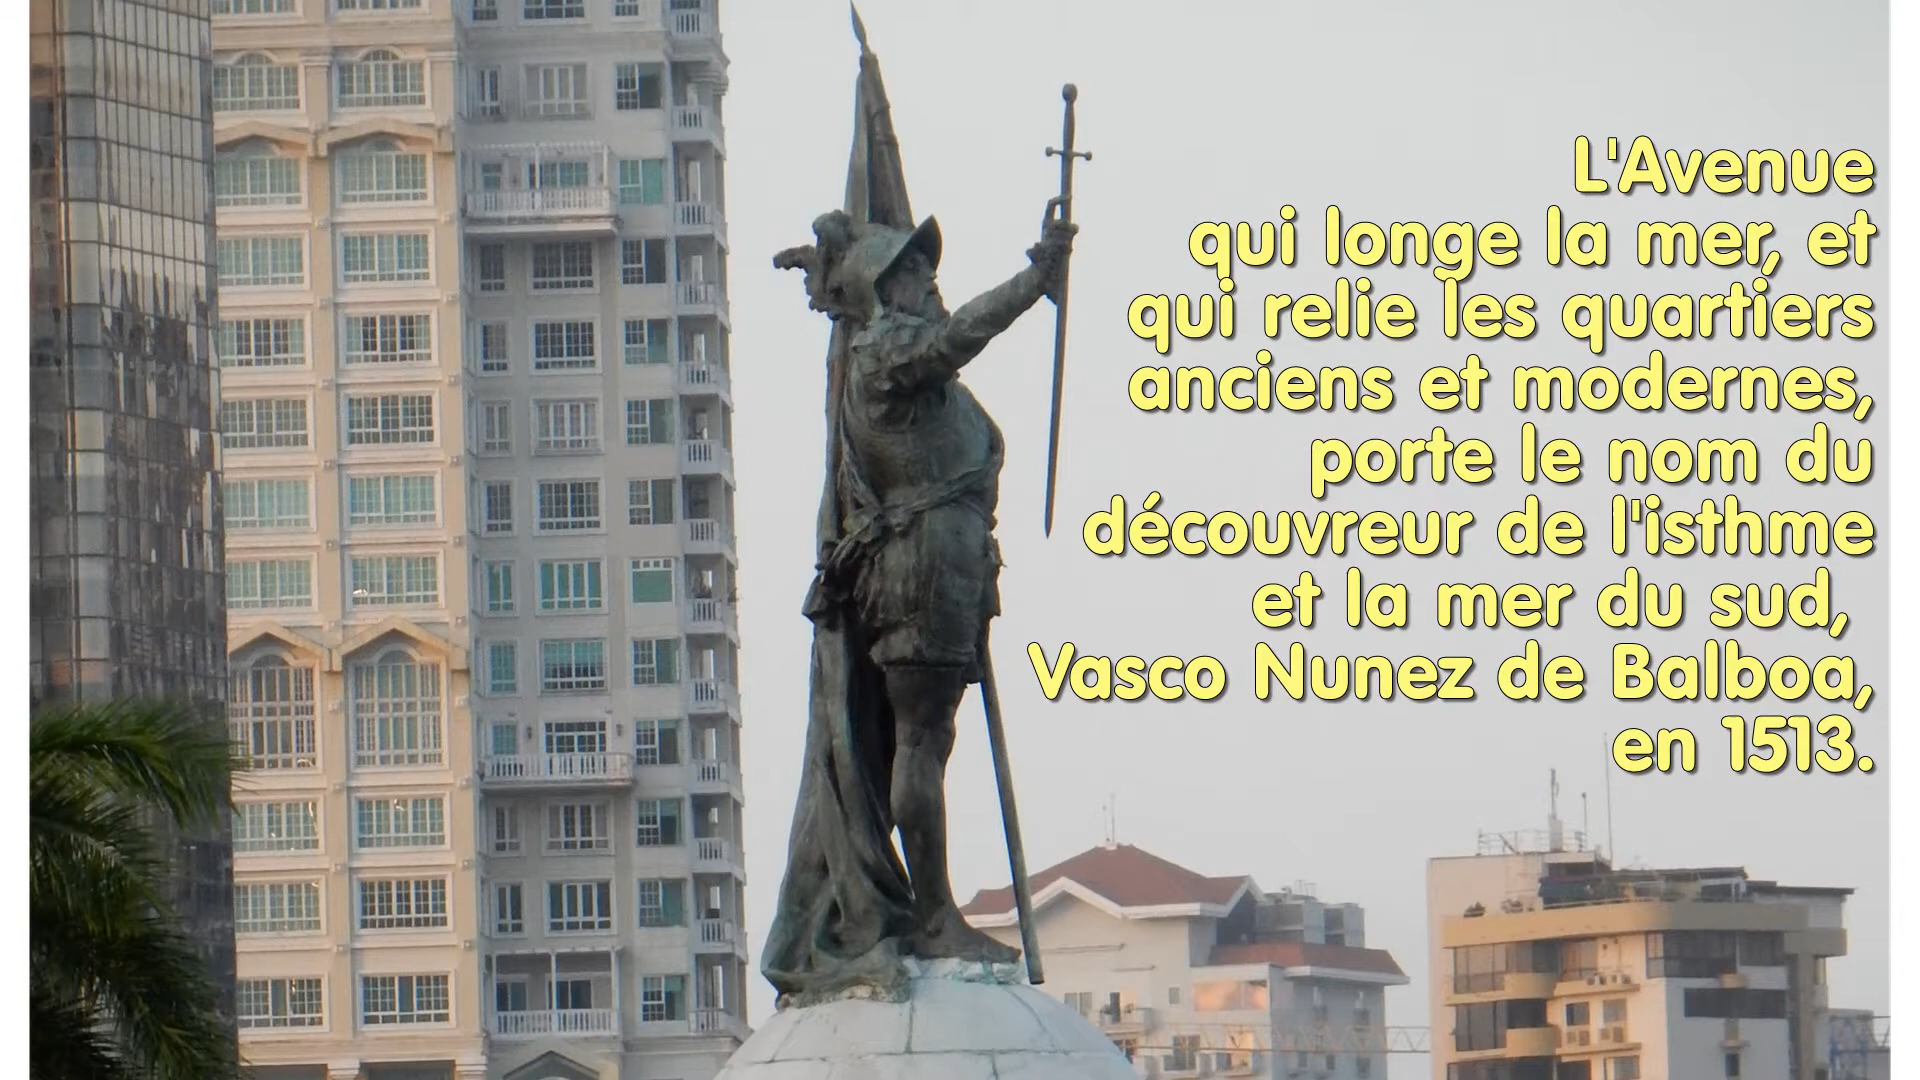 L'Avenue
qui longe la mer, et
qui relie les quartiers
anciens et modernes,
porte le nom du
découvreur de l'isthme
et la mer du sud,
Vasco Nunez de Balboa,
en 1513.